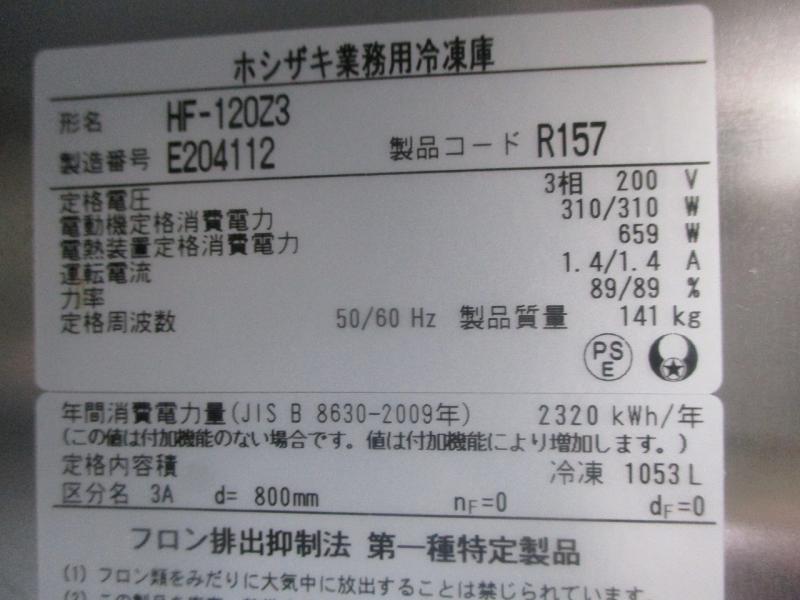 ホシザキ業務用冷凍庫
形名 HF-120Z3
製造番号 E204112 製品コード R157
定格電圧 3相 200 V
電動機定格消費電力 310/310 W
電熱装置定格消費電力 659 W
運転電流 1.4/1.4 A
力率 89/89 %
定格周波数 50/60 Hz 製品質量 141 kg
PS E
年間消費電力量(JIS B 8630-2009年) 2320 kWh/年
(この値は付加機能のない場合です。値は付加機能により増加します。)
定格内容積 冷凍 1053 L
区分名 3A d= 800mm nF=0 dF=0
フロン排出抑制法 第一種特定製品
(1) フロン類をみだりに大気中に放出することは禁じられています。
(2) この製品を